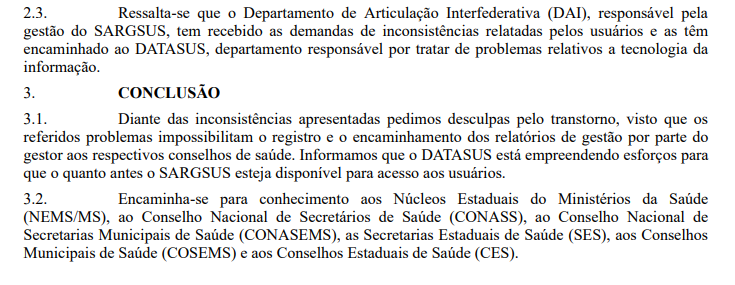 2.3. Ressalta-se que o Departamento de Articulação Interfederativa (DAI), responsável pela
gestão do SARGSUS, tem recebido as demandas de inconsistências relatadas pelos usuários e as têm
encaminhado ao DATASUS, departamento responsável por tratar de problemas relativos a tecnologia da
informação.
3. CONCLUSÃO
3.1. Diante das inconsistências apresentadas pedimos desculpas pelo transtorno, visto que os
referidos problemas impossibilitam o registro e o encaminhamento dos relatórios de gestão por parte do
gestor aos respectivos conselhos de saúde. Informamos que o DATASUS está empreendendo esforços para
que o quanto antes o SARGSUS esteja disponível para acesso aos usuários.
3.2. Encaminha-se para conhecimento aos Núcleos Estaduais do Ministérios da Saúde
(NEMS/MS), ao Conselho Nacional de Secretários de Saúde (CONASS), ao Conselho Nacional de
Secretarias Municipais de Saúde (CONASEMS), as Secretarias Estaduais de Saúde (SES), aos Conselhos
Municipais de Saúde (COSEMS) e aos Conselhos Estaduais de Saúde (CES).